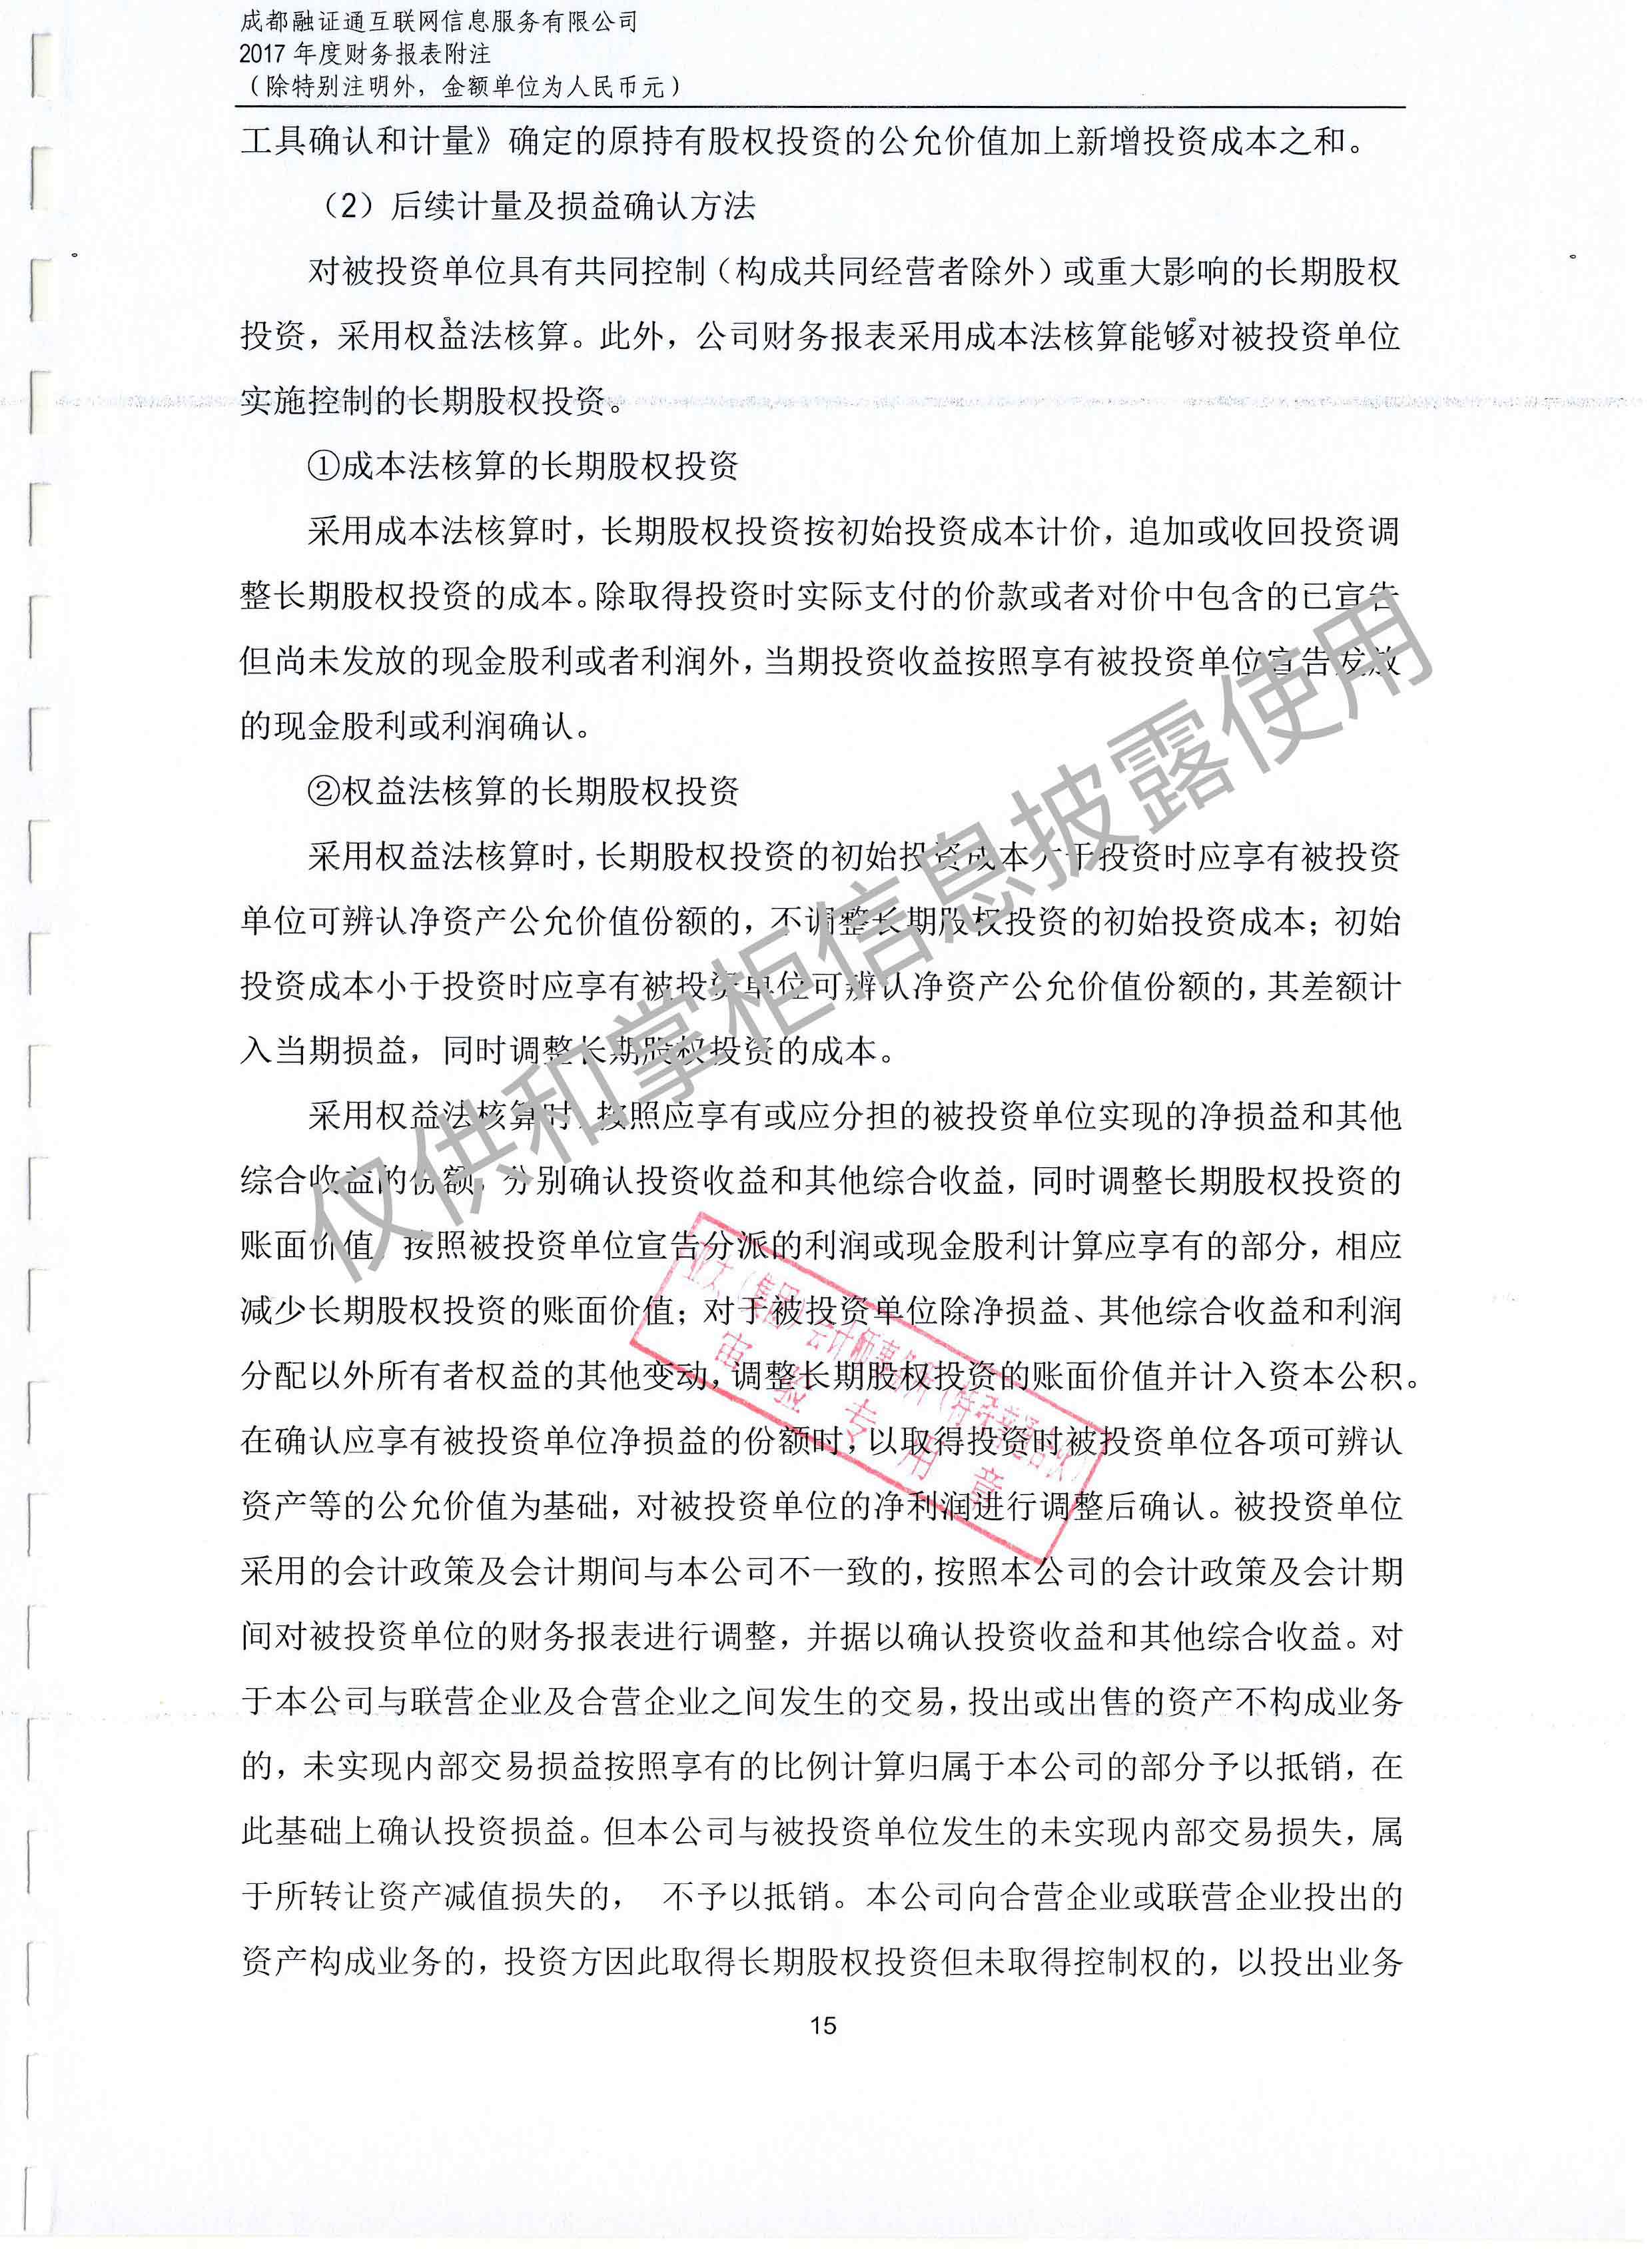 成都融证通互联网信息服务有限公司
2017 年度财务报表附注
（除特别注明外，金额单位为人民币元）
工具确认和计量》确定的原持有股权投资的公允价值加上新增投资成本之和。
（2）后续计量及损益确认方法
对被投资单位具有共同控制（构成共同经营者除外）或重大影响的长期股权
投资，采用权益法核算。此外，公司财务报表采用成本法核算能够对被投资单位
实施控制的长期股权投资。
①成本法核算的长期股权投资
采用成本法核算时，长期股权投资按初始投资成本计价，追加或收回投资调
整长期股权投资的成本。除取得投资时实际支付的价款或者对价中包含的已宣告
但尚未发放的现金股利或者利润外，当期投资收益按照享有被投资单位宣告发放
的现金股利或利润确认。
②权益法核算的长期股权投资
采用权益法核算时，长期股权投资的初始投资成本大于投资时应享有被投资
单位可辨认净资产公允价值份额的，不调整长期股权投资的初始投资成本；初始
投资成本小于投资时应享有被投资单位可辨认净资产公允价值份额的，其差额计
入当期损益，同时调整长期股权投资的成本。
采用权益法核算时，按照应享有或应分担的被投资单位实现的净损益和其他
综合收益的份额，分别确认投资收益和其他综合收益，同时调整长期股权投资的
账面价值；按照被投资单位宣告分派的利润或现金股利计算应享有的部分，相应
减少长期股权投资的账面价值；对于被投资单位除净损益、其他综合收益和利润
分配以外所有者权益的其他变动，调整长期股权投资的账面价值并计入资本公积。
在确认应享有被投资单位净损益的份额时，以取得投资时被投资单位各项可辨认
资产等的公允价值为基础，对被投资单位的净利润进行调整后确认。被投资单位
采用的会计政策及会计期间与本公司不一致的，按照本公司的会计政策及会计期
间对被投资单位的财务报表进行调整，并据以确认投资收益和其他综合收益。对
于本公司与联营企业及合营企业之间发生的交易，投出或出售的资产不构成业务
的，未实现内部交易损益按照享有的比例计算归属于本公司的部分予以抵销，在
此基础上确认投资损益。但本公司与被投资单位发生的未实现内部交易损失，属
于所转让资产减值损失的， 不予以抵销。本公司向合营企业或联营企业投出的
资产构成业务的，投资方因此取得长期股权投资但未取得控制权的，以投出业务
15
仅供和掌柜信息披露使用
亚太（集团）会计师事务所（特殊普通合伙）
审验专用章